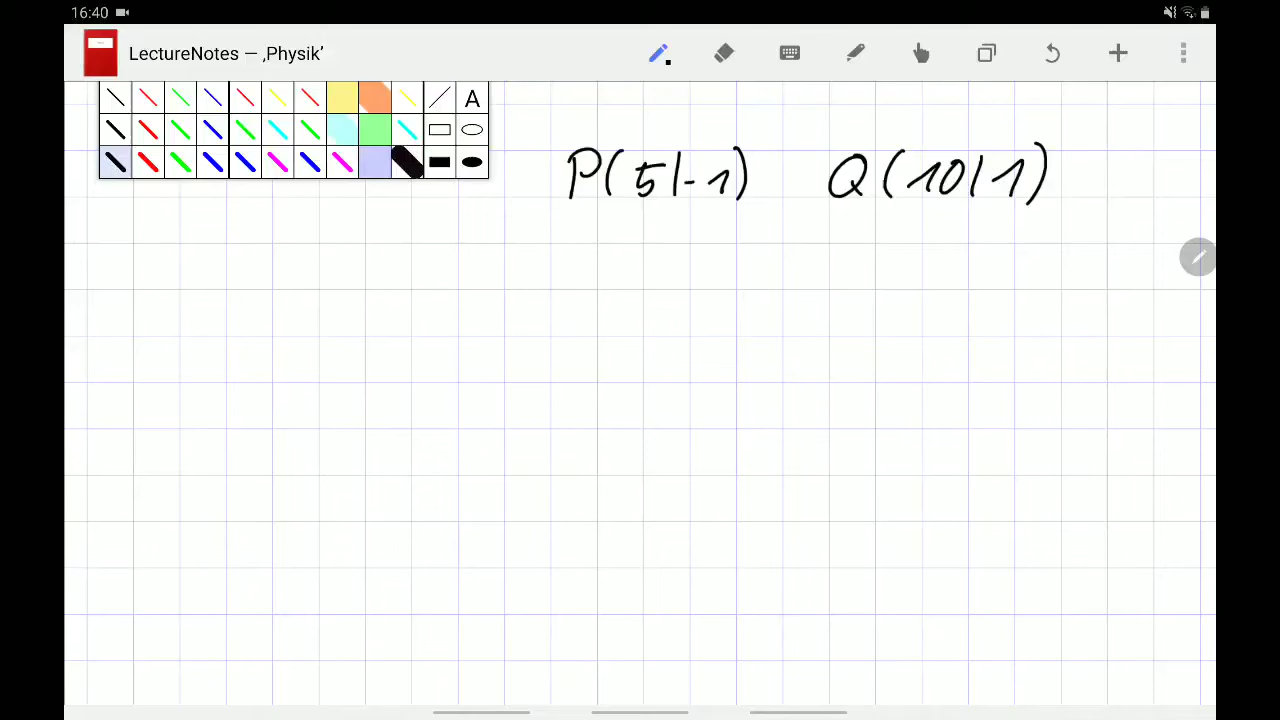 16:40
LectureNotes — ‚Physik’
A
P(5|-1) Q(10|1)